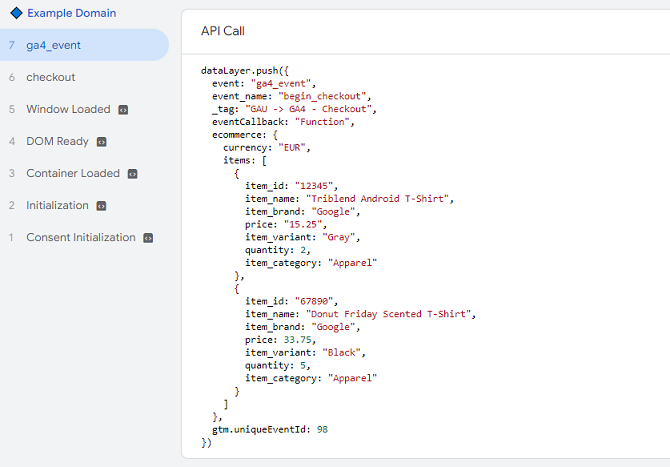 Example Domain
7 ga4_event
6 checkout
5 Window Loaded
4 DOM Ready
3 Container Loaded
2 Initialization
1 Consent Initialization
API Call
dataLayer.push({
  event: "ga4_event",
  event_name: "begin_checkout",
  _tag: "GAU -> GA4 - Checkout",
  eventCallback: "Function",
  ecommerce: {
    currency: "EUR",
    items: [
      {
        item_id: "12345",
        item_name: "Triblend Android T-Shirt",
        item_brand: "Google",
        price: "15.25",
        item_variant: "Gray",
        quantity: 2,
        item_category: "Apparel"
      },
      {
        item_id: "67890",
        item_name: "Donut Friday Scented T-Shirt",
        item_brand: "Google",
        price: 33.75,
        item_variant: "Black",
        quantity: 5,
        item_category: "Apparel"
      }
    ]
  },
  gtm.uniqueEventId: 98
})